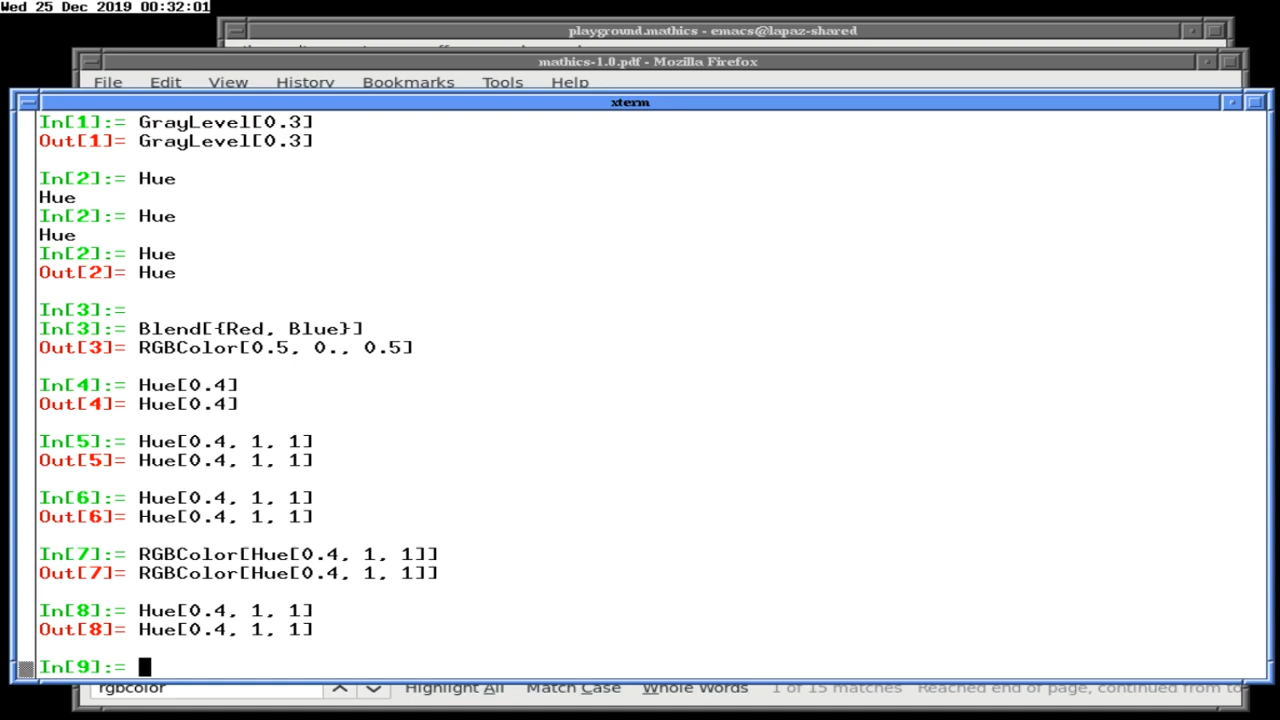 Wed 25 Dec 2019 00:32:01
playground.mathics - emacs@lapaz-shared
mathics-1.0.pdf - Mozilla Firefox
File Edit View History Bookmarks Tools Help
xterm
In[1]:= GrayLevel[0.3]
Out[1]= GrayLevel[0.3]
In[2]:= Hue
Hue
In[2]:= Hue
Hue
In[2]:= Hue
Out[2]= Hue
In[3]:=
In[3]:= Blend[{Red, Blue}]
Out[3]= RGBColor[0.5, 0., 0.5]
In[4]:= Hue[0.4]
Out[4]= Hue[0.4]
In[5]:= Hue[0.4, 1, 1]
Out[5]= Hue[0.4, 1, 1]
In[6]:= Hue[0.4, 1, 1]
Out[6]= Hue[0.4, 1, 1]
In[7]:= RGBColor[Hue[0.4, 1, 1]]
Out[7]= RGBColor[Hue[0.4, 1, 1]]
In[8]:= Hue[0.4, 1, 1]
Out[8]= Hue[0.4, 1, 1]
In[9]:=
rgbcolor Highlight All Match Case Whole Words 1 of 15 matches Reached end of page, continued from to